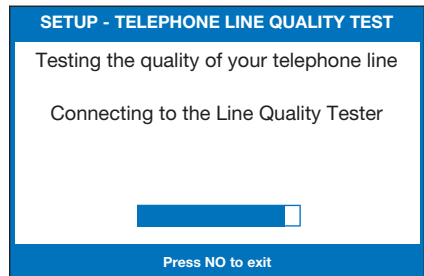 SETUP - TELEPHONE LINE QUALITY TEST
Testing the quality of your telephone line
Connecting to the Line Quality Tester
Press NO to exit